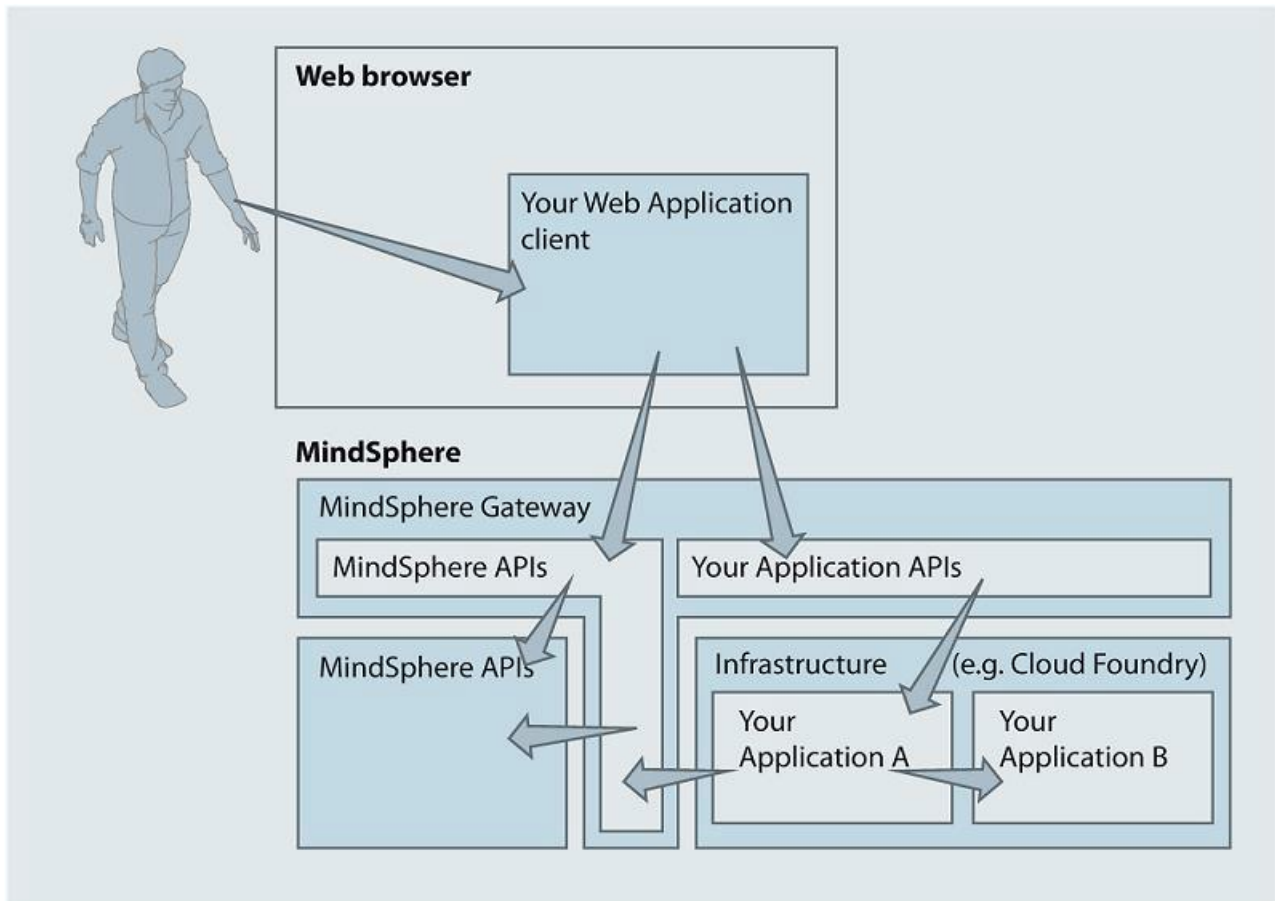 Web browser
Your Web Application
client
MindSphere
MindSphere Gateway
MindSphere APIs
Your Application APIs
MindSphere APIs
Infrastructure (e.g. Cloud Foundry)
Your
Application A
Your
Application B